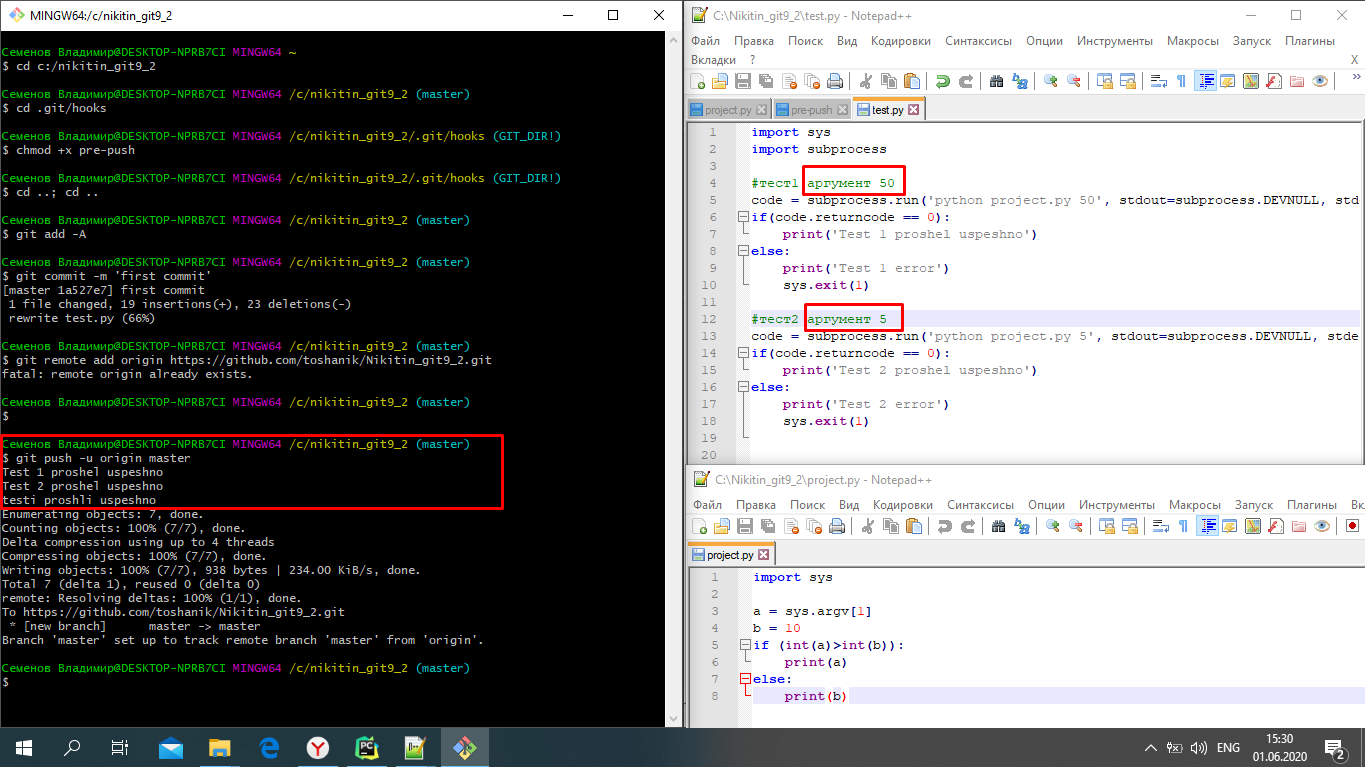 MINGW64:/c/nikitin_git9_2
Семенов Владимир@DESKTOP-NPRB7CI MINGW64 ~
$ cd c:/nikitin_git9_2
Семенов Владимир@DESKTOP-NPRB7CI MINGW64 /c/nikitin_git9_2 (master)
$ cd .git/hooks
Семенов Владимир@DESKTOP-NPRB7CI MINGW64 /c/nikitin_git9_2/.git/hooks (GIT_DIR!)
$ chmod +x pre-push
Семенов Владимир@DESKTOP-NPRB7CI MINGW64 /c/nikitin_git9_2/.git/hooks (GIT_DIR!)
$ cd ..; cd ..
Семенов Владимир@DESKTOP-NPRB7CI MINGW64 /c/nikitin_git9_2 (master)
$ git add -A
Семенов Владимир@DESKTOP-NPRB7CI MINGW64 /c/nikitin_git9_2 (master)
$ git commit -m 'first commit'
[master 1a527e7] first commit
1 file changed, 19 insertions(+), 23 deletions(-)
rewrite test.py (66%)
Семенов Владимир@DESKTOP-NPRB7CI MINGW64 /c/nikitin_git9_2 (master)
$ git remote add origin https://github.com/toshanik/Nikitin_git9_2.git
fatal: remote origin already exists.
Семенов Владимир@DESKTOP-NPRB7CI MINGW64 /c/nikitin_git9_2 (master)
$
Семенов Владимир@DESKTOP-NPRB7CI MINGW64 /c/nikitin_git9_2 (master)
$ git push -u origin master
Test 1 proshel uspeshno
Test 2 proshel uspeshno
testi proshli uspeshno
Enumerating objects: 7, done.
Counting objects: 100% (7/7), done.
Delta compression using up to 4 threads
Compressing objects: 100% (7/7), done.
Writing objects: 100% (7/7), 938 bytes | 234.00 KiB/s, done.
Total 7 (delta 1), reused 0 (delta 0)
remote: Resolving deltas: 100% (1/1), done.
To https://github.com/toshanik/Nikitin_git9_2.git
* [new branch]      master -> master
Branch 'master' set up to track remote branch 'master' from 'origin'.
Семенов Владимир@DESKTOP-NPRB7CI MINGW64 /c/nikitin_git9_2 (master)
$
C:\Nikitin_git9_2\test.py - Notepad++
Файл Правка Поиск Вид Кодировки Синтаксисы Опции Инструменты Макросы Запуск Плагины
Вкладки ? X
project.py pre-push test.py
1 import sys
2 import subprocess
3
4 #тест1 аргумент 50
5 code = subprocess.run('python project.py 50', stdout=subprocess.DEVNULL, std
6 if(code.returncode == 0):
7 print('Test 1 proshel uspeshno')
8 else:
9 print('Test 1 error')
10 sys.exit(1)
11
12 #тест2 аргумент 5
13 code = subprocess.run('python project.py 5', stdout=subprocess.DEVNULL, stde
14 if(code.returncode == 0):
15 print('Test 2 proshel uspeshno')
16 else:
17 print('Test 2 error')
18 sys.exit(1)
19
20
C:\Nikitin_git9_2\project.py - Notepad++
Файл Правка Поиск Вид Кодировки Синтаксисы Опции Инструменты Макросы Запуск Плагины Вк
project.py
1 import sys
2
3 a = sys.argv[1]
4 b = 10
5 if (int(a)>int(b)):
6 print(a)
7 else:
8 print(b)
ENG
15:30
01.06.2020
2